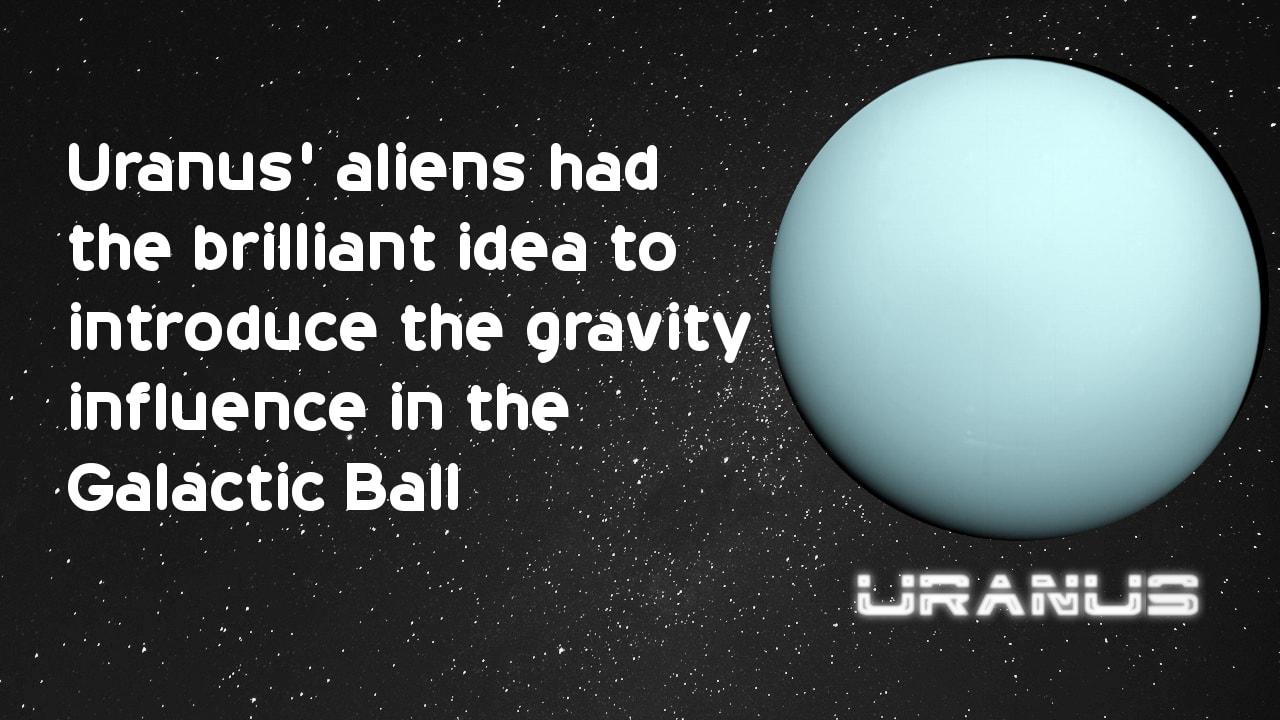 Uranus' aliens had
the brilliant idea to
introduce the gravity
influence in the
Galactic Ball
URANUS